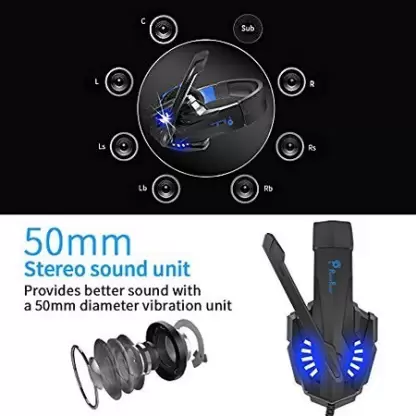 C
Sub
L
R
Ls
Rs
Lb
Rb
50mm
Stereo sound unit
Provides better sound with
a 50mm diameter vibration unit